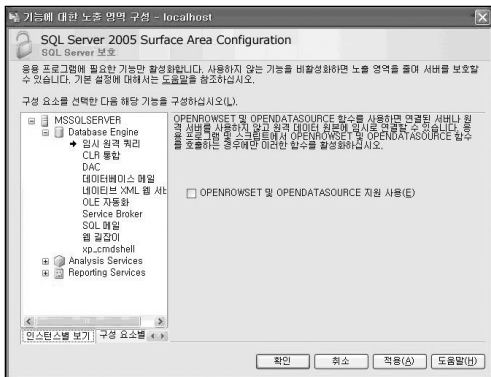 기능에 대한 노출 영역 구성 - localhost
SQL Server 2005 Surface Area Configuration
SQL Server 보호
응용 프로그램에 필요한 기능만 활성화합니다. 사용하지 않는 기능을 비활성화하면 노출 영역을 줄여 서버를 보호할
수 있습니다. 기본 설정에 대해서는 도움말을 참조하십시오.
구성 요소를 선택한 다음 해당 기능을 구성하십시오(L).
MSSQLSERVER
Database Engine
임시 원격 쿼리
CLR 통합
DAC
데이터베이스 메일
네이티브 XML 웹 서비
OLE 자동화
Service Broker
SQL 메일
웹 길잡이
xp_cmdshell
Analysis Services
Reporting Services
인스턴스별 보기
구성 요소별
OPENROWSET 및 OPENDATASOURCE 함수를 사용하면 연결된 서버나 원
격 서버를 사용하지 않고 원격 데이터 원본에 임시로 연결할 수 있습니다. 응
용 프로그램 및 스크립트에서 OPENROWSET 및 OPENDATASOURCE 함수
를 호출하는 경우에만 이러한 함수를 활성화하십시오.
OPENROWSET 및 OPENDATASOURCE 지원 사용(E)
확인
취소
적용(A)
도움말(H)